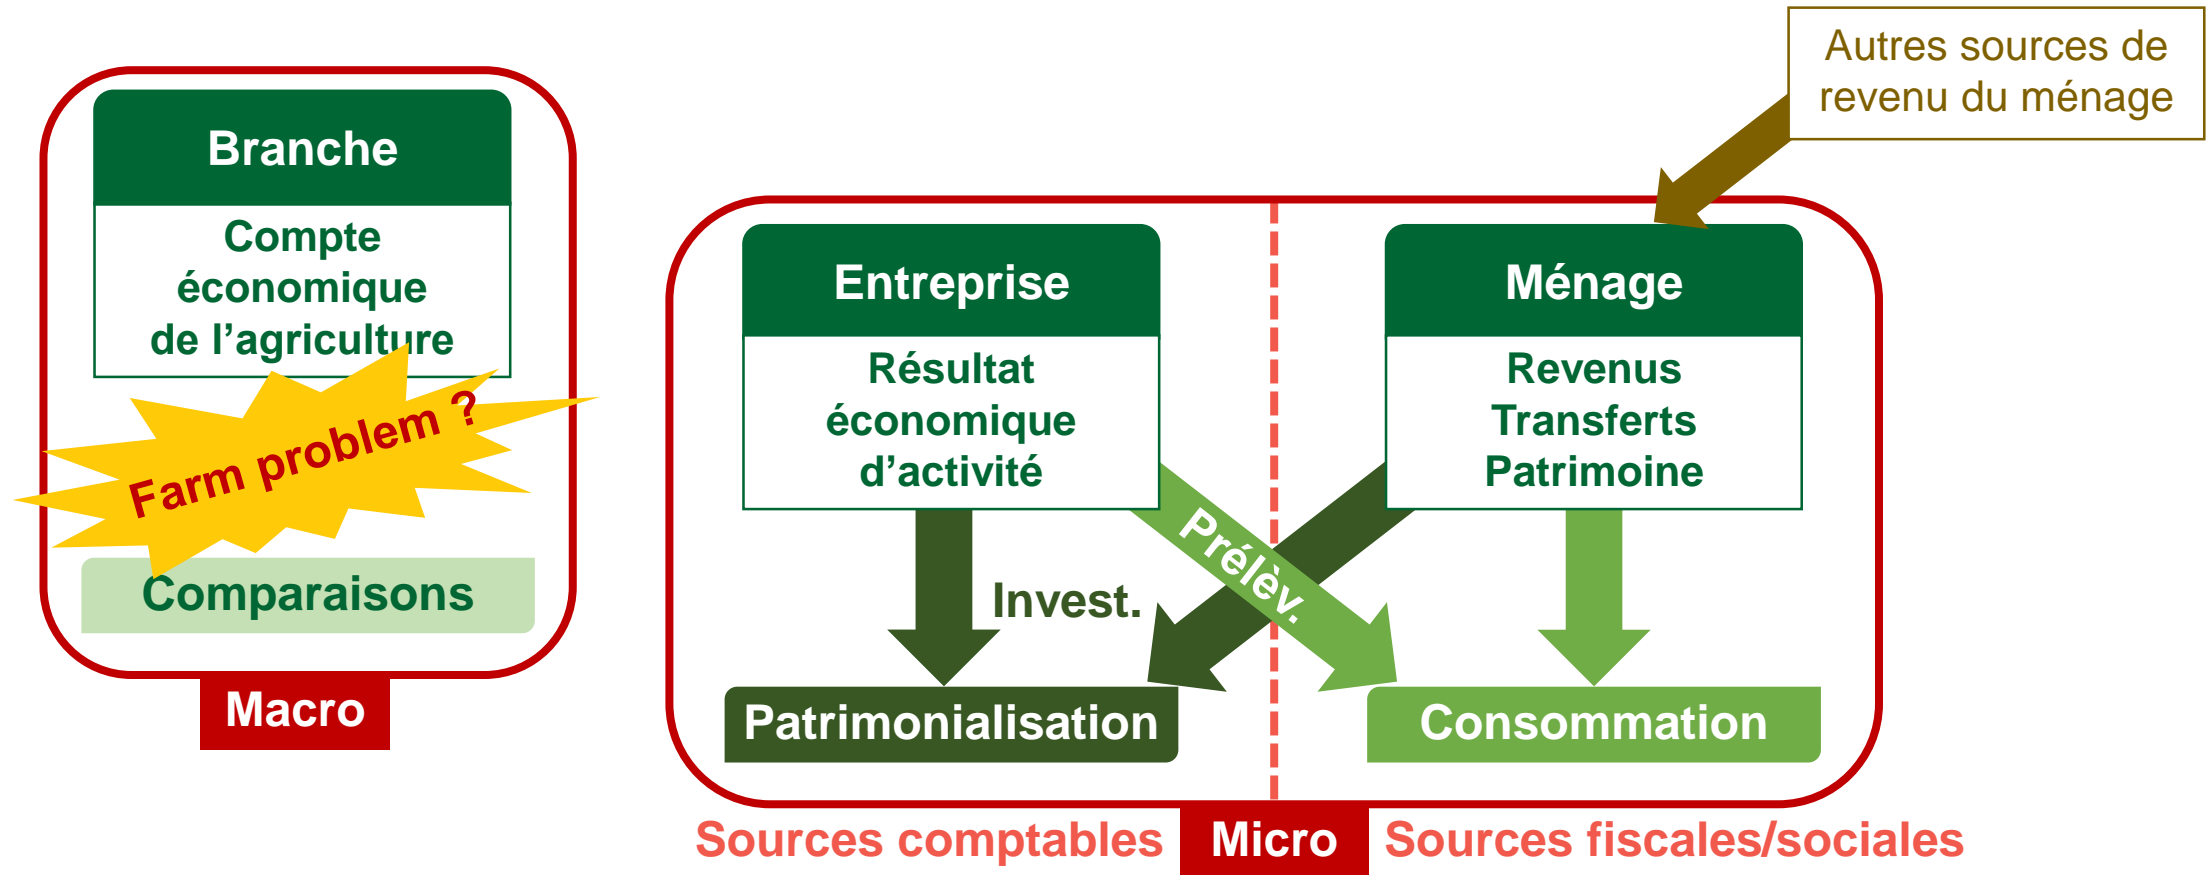 Branche
Compte
économique
de l’agriculture
Farm problem ?
Comparaisons
Macro
Autres sources de
revenu du ménage
Entreprise
Résultat
économique
d’activité
Ménage
Revenus
Transferts
Patrimoine
Prélèv.
Invest.
Patrimonialisation
Consommation
Sources comptables
Micro
Sources fiscales/sociales